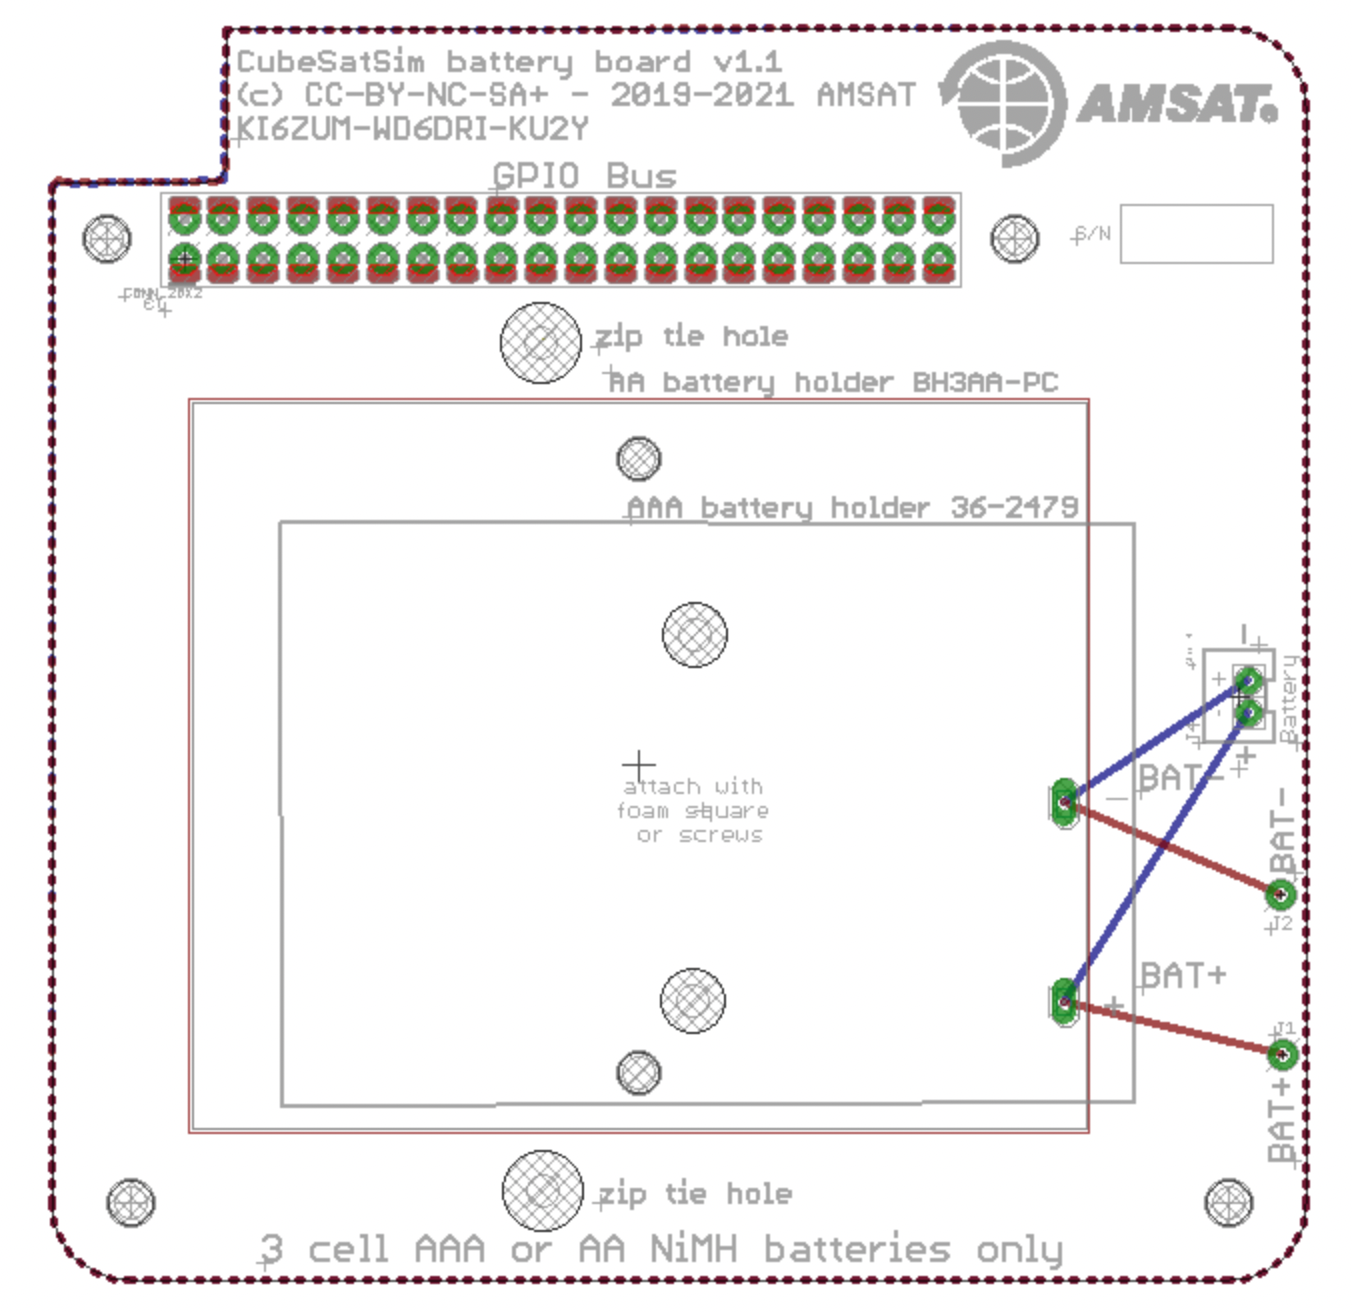 CubeSatSim battery board v1.1
(c) CC-BY-NC-SA+ - 2019-2021 AMSAT
KI6ZUM-WD6DRI-KU2Y
AMSAT®
GPIO Bus
S/N
CONN_20X2
zip tie hole
AA battery holder BH3AA-PC
AAA battery holder 36-2479
-
+
-
J4
Battery
+
attach with
foam square
or screws
BAT-
-
BAT-
J2
BAT+
+
J1
BAT+
zip tie hole
3 cell AAA or AA NiMH batteries only